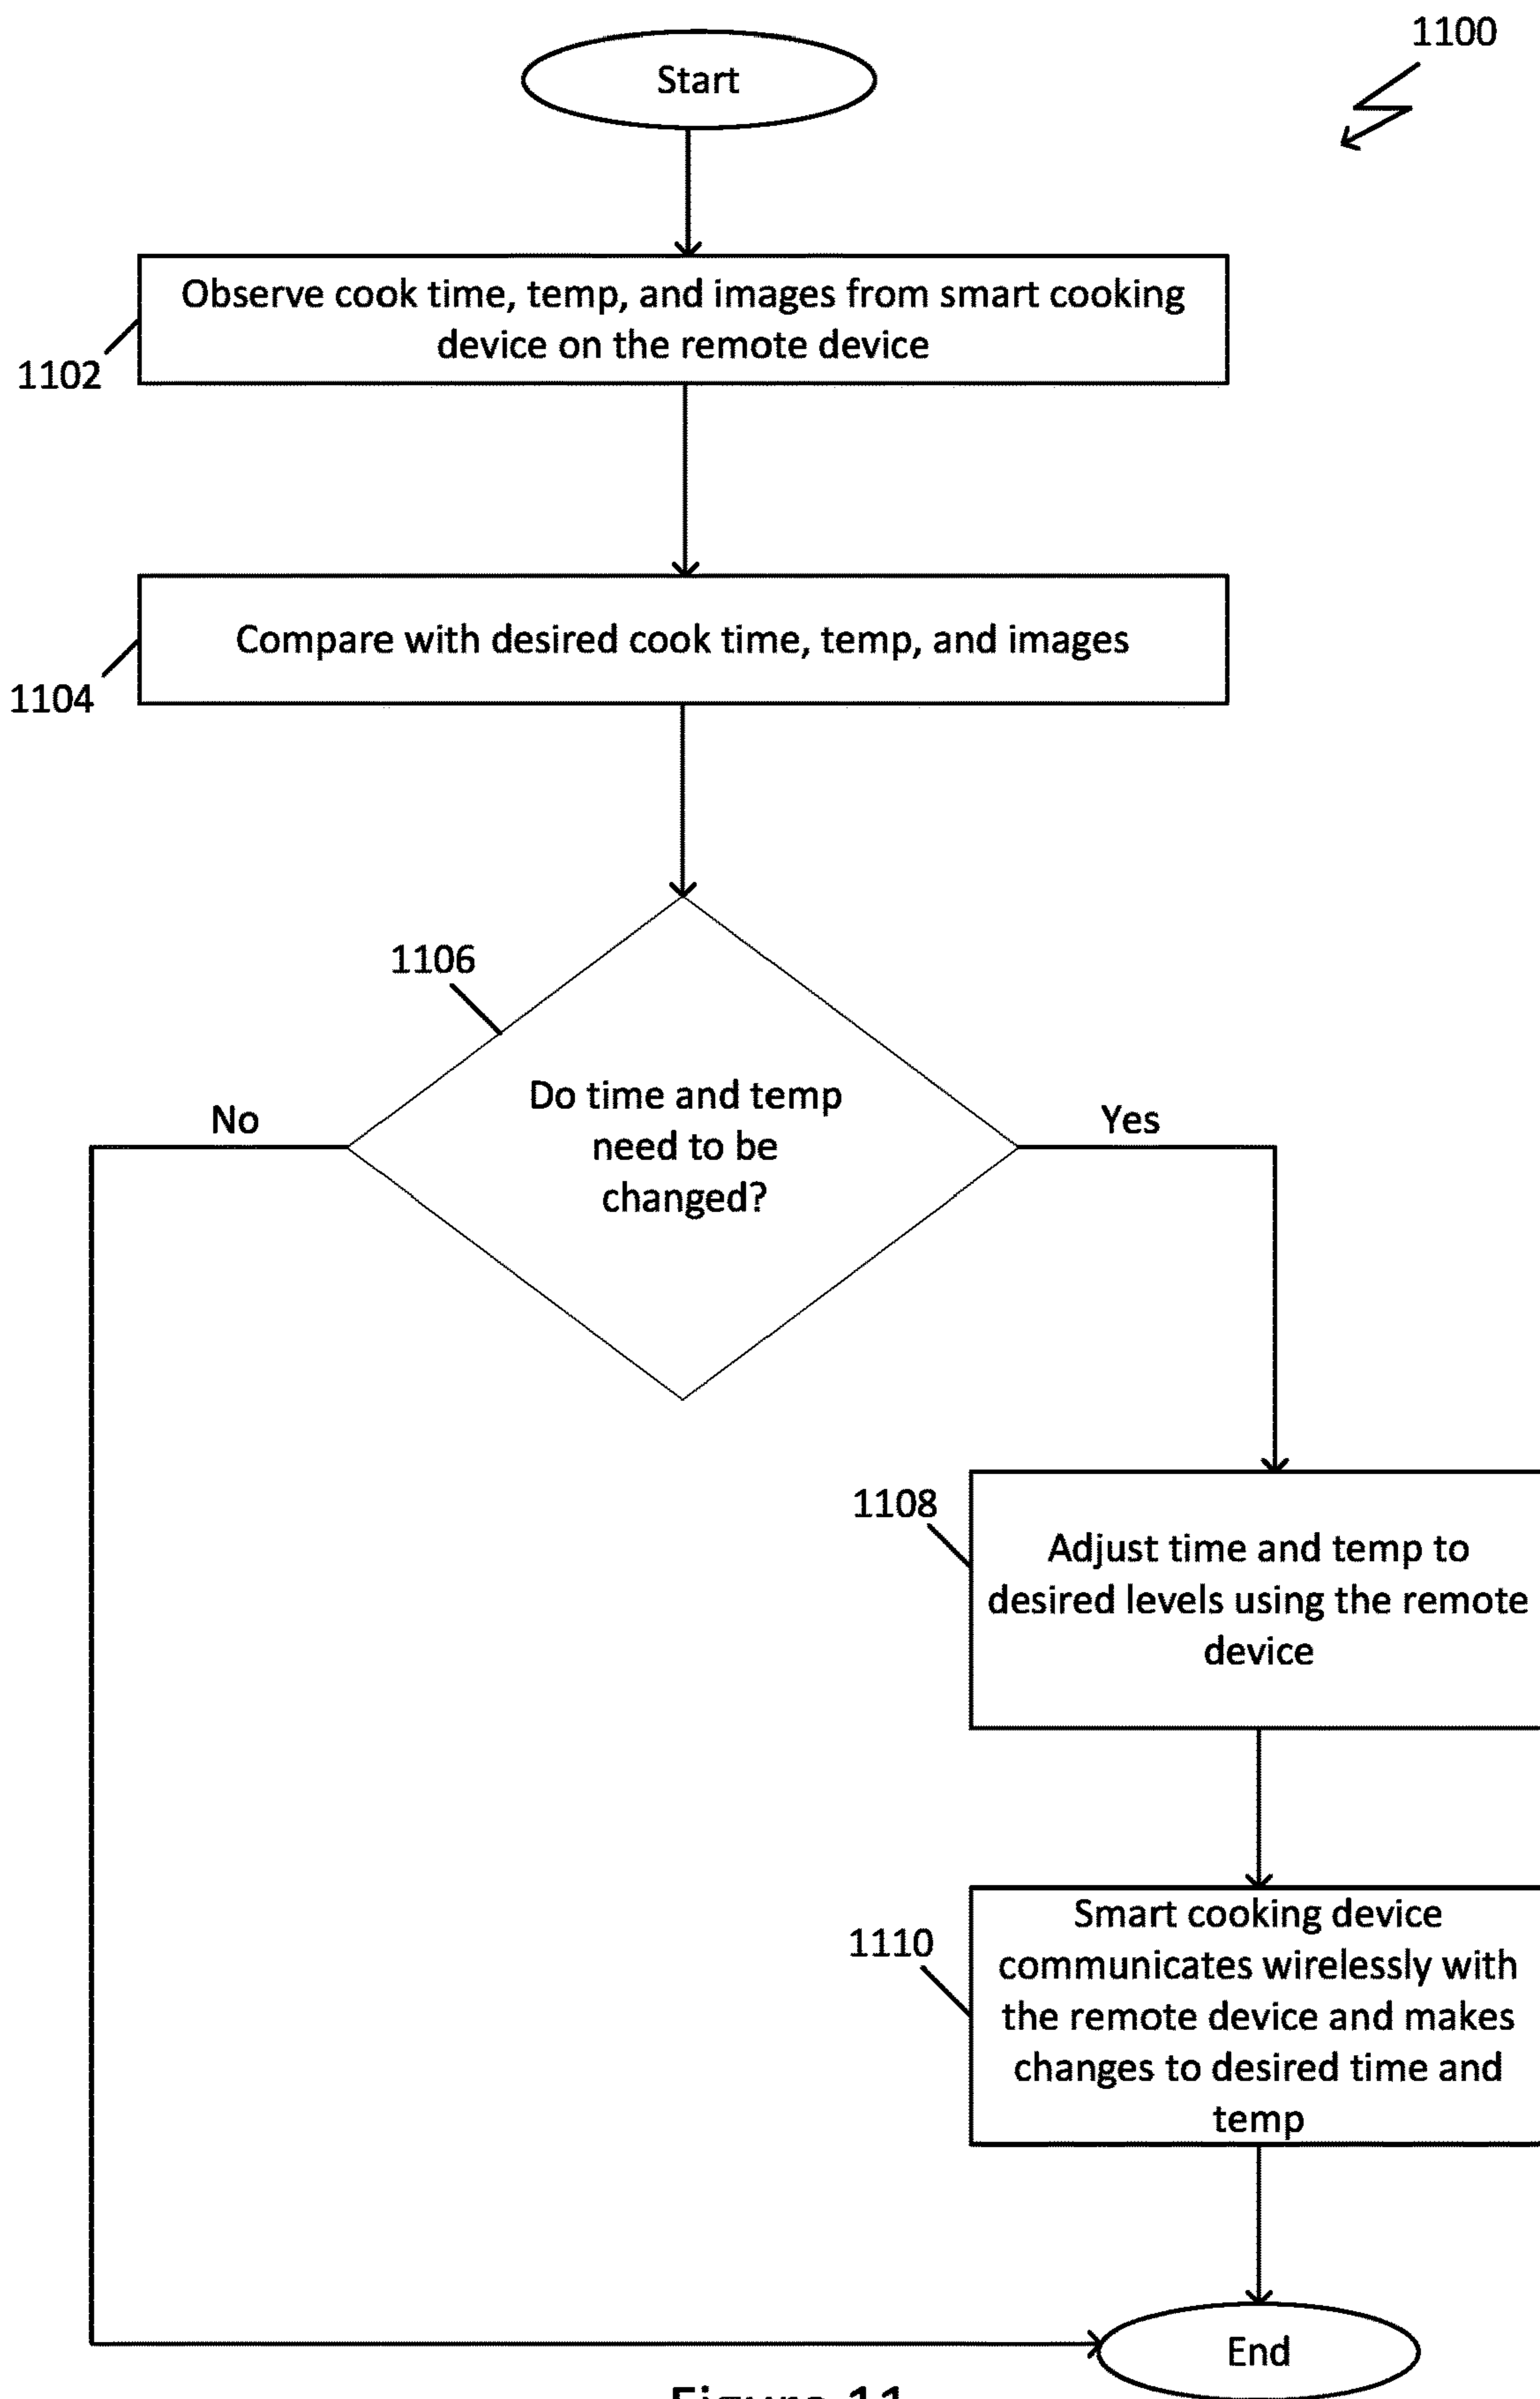 1100
Start
Observe cook time, temp, and images from smart cooking
device on the remote device
1102
Compare with desired cook time, temp, and images
1104
1106
Do time and temp
need to be
changed?
No
Yes
1108
Adjust time and temp to
desired levels using the remote
device
1110
Smart cooking device
communicates wirelessly with
the remote device and makes
changes to desired time and
temp
End
Figure 11